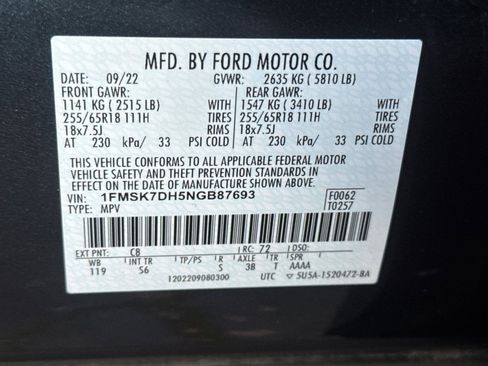 MFD. BY FORD MOTOR CO.
DATE: 09/22 GVWR: 2635 KG ( 5810 LB)
FRONT GAWR: REAR GAWR:
1141 KG ( 2515 LB) WITH 1547 KG ( 3410 LB) WITH
255/65R18 111H TIRES 255/65R18 111H TIRES
18x7.5J RIMS 18x7.5J RIMS
AT 230 kPa/ 33 PSI COLD AT 230 kPa/ 33 PSI COLD
THIS VEHICLE CONFORMS TO ALL APPLICABLE FEDERAL MOTOR
VEHICLE SAFETY AND THEFT PREVENTION STANDARDS IN
EFFECT ON THE DATE OF MANUFACTURE SHOWN ABOVE.
VIN: 1FMSK7DH5NGB87693 F0062
TYPE: MPV T0257
EXT PNT: C8 RC: 72 DSO:
WB INT TR TP/PS R AXLE TR SPR
119 S6 S 3B T AAAA
1202209080300 UTC 5U5A-1520472-BA